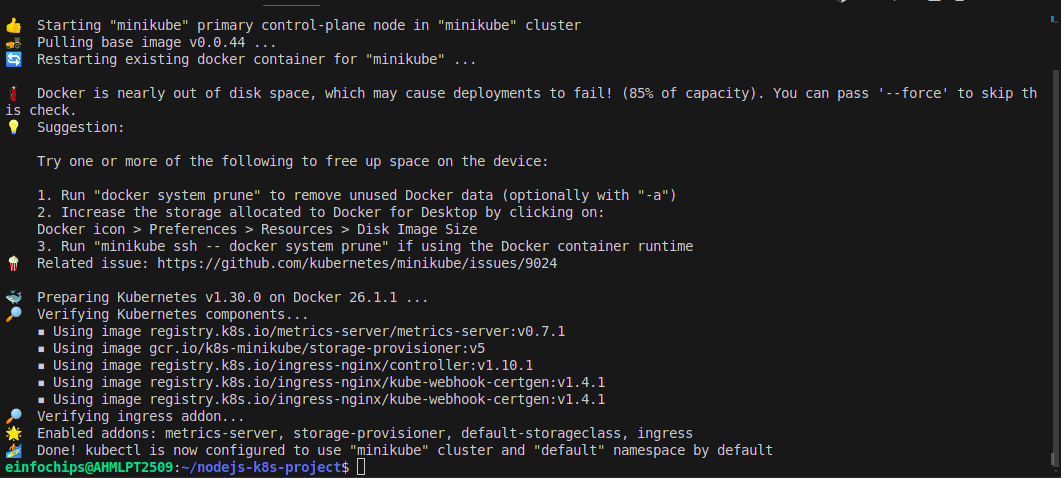 Starting "minikube" primary control-plane node in "minikube" cluster
Pulling base image v0.0.44 ...
Restarting existing docker container for "minikube" ...
Docker is nearly out of disk space, which may cause deployments to fail! (85% of capacity). You can pass '--force' to skip th
is check.
Suggestion:
Try one or more of the following to free up space on the device:
1. Run "docker system prune" to remove unused Docker data (optionally with "-a")
2. Increase the storage allocated to Docker for Desktop by clicking on:
Docker icon > Preferences > Resources > Disk Image Size
3. Run "minikube ssh -- docker system prune" if using the Docker container runtime
Related issue: https://github.com/kubernetes/minikube/issues/9024
Preparing Kubernetes v1.30.0 on Docker 26.1.1 ...
Verifying Kubernetes components...
▪ Using image registry.k8s.io/metrics-server/metrics-server:v0.7.1
▪ Using image gcr.io/k8s-minikube/storage-provisioner:v5
▪ Using image registry.k8s.io/ingress-nginx/controller:v1.10.1
▪ Using image registry.k8s.io/ingress-nginx/kube-webhook-certgen:v1.4.1
▪ Using image registry.k8s.io/ingress-nginx/kube-webhook-certgen:v1.4.1
Verifying ingress addon...
Enabled addons: metrics-server, storage-provisioner, default-storageclass, ingress
Done! kubectl is now configured to use "minikube" cluster and "default" namespace by default
einfochips@AHMLPT2509:~/nodejs-k8s-project$